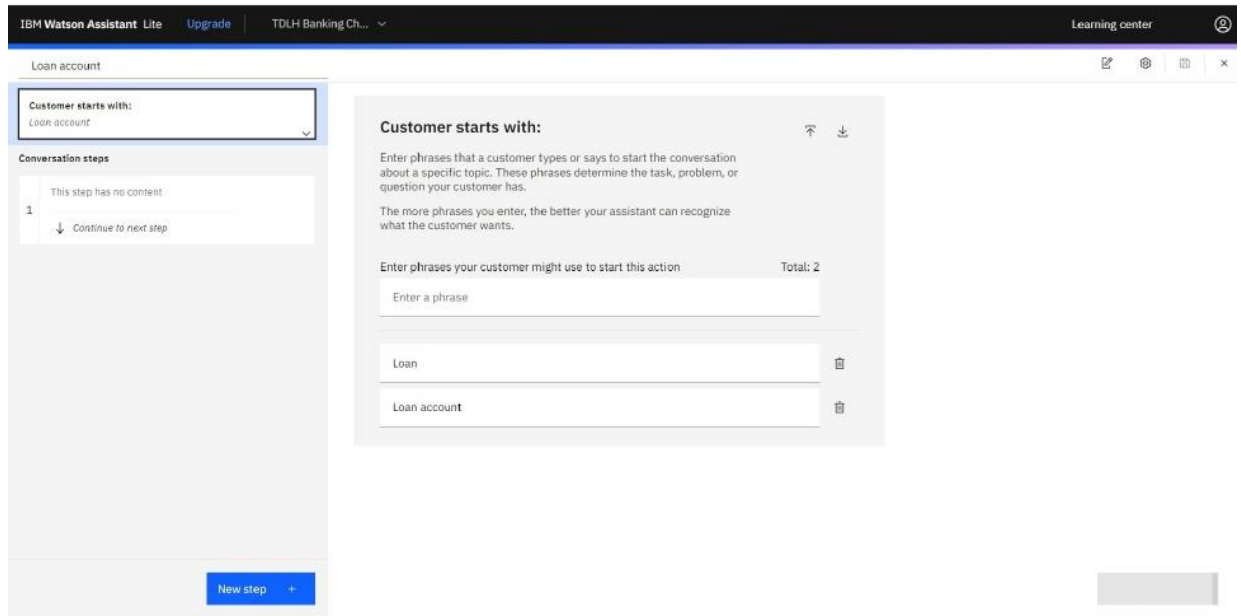 IBM Watson Assistant Lite Upgrade TDLH Banking Ch... Learning center
Loan account
Customer starts with:
Loan account
Conversation steps
This step has no content
1
Continue to next step
New step +
Customer starts with:
Enter phrases that a customer types or says to start the conversation
about a specific topic. These phrases determine the task, problem, or
question your customer has.
The more phrases you enter, the better your assistant can recognize
what the customer wants.
Enter phrases your customer might use to start this action Total: 2
Enter a phrase
Loan
Loan account